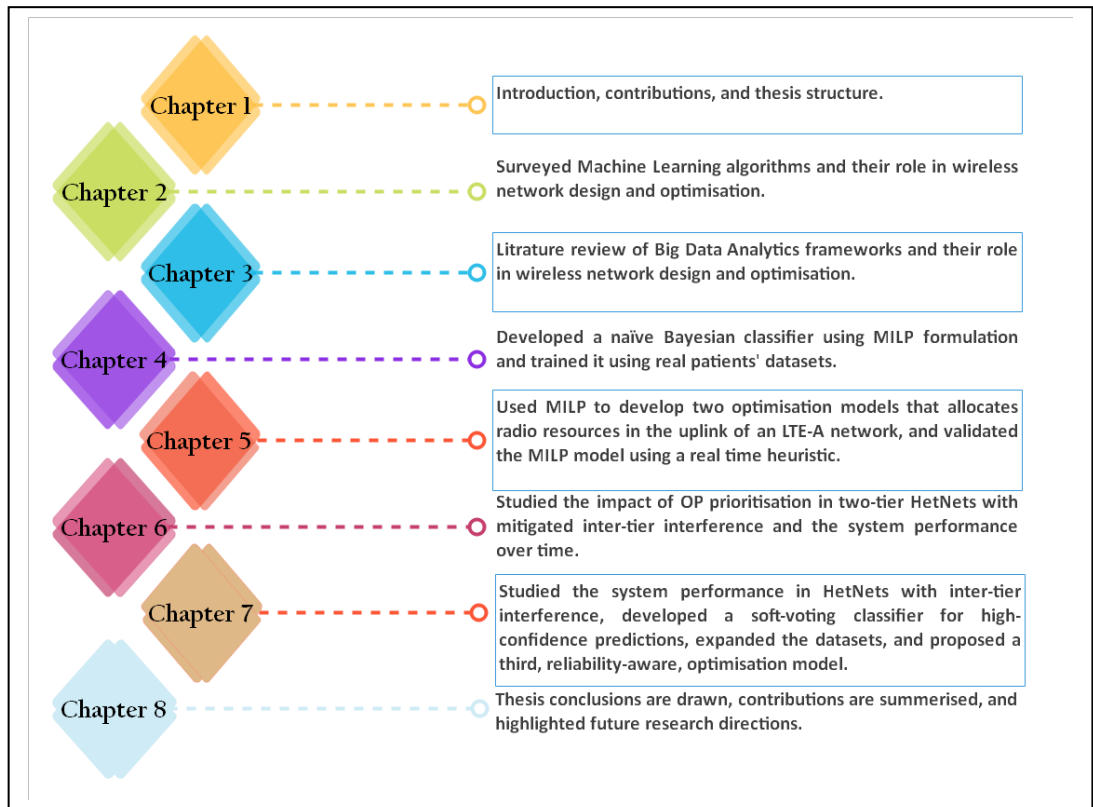 Chapter 1
Introduction, contributions, and thesis structure.
Chapter 2
Surveyed Machine Learning algorithms and their role in wireless
network design and optimisation.
Chapter 3
Litrature review of Big Data Analytics frameworks and their role
in wireless network design and optimisation.
Chapter 4
Developed a naïve Bayesian classifier using MILP formulation
and trained it using real patients' datasets.
Chapter 5
Used MILP to develop two optimisation models that allocates
radio resources in the uplink of an LTE-A network, and validated
the MILP model using a real time heuristic.
Chapter 6
Studied the impact of OP prioritisation in two-tier HetNets with
mitigated inter-tier interference and the system performance
over time.
Chapter 7
Studied the system performance in HetNets with inter-tier
interference, developed a soft-voting classifier for high-
confidence predictions, expanded the datasets, and proposed a
third, reliability-aware, optimisation model.
Chapter 8
Thesis conclusions are drawn, contributions are summerised, and
highlighted future research directions.